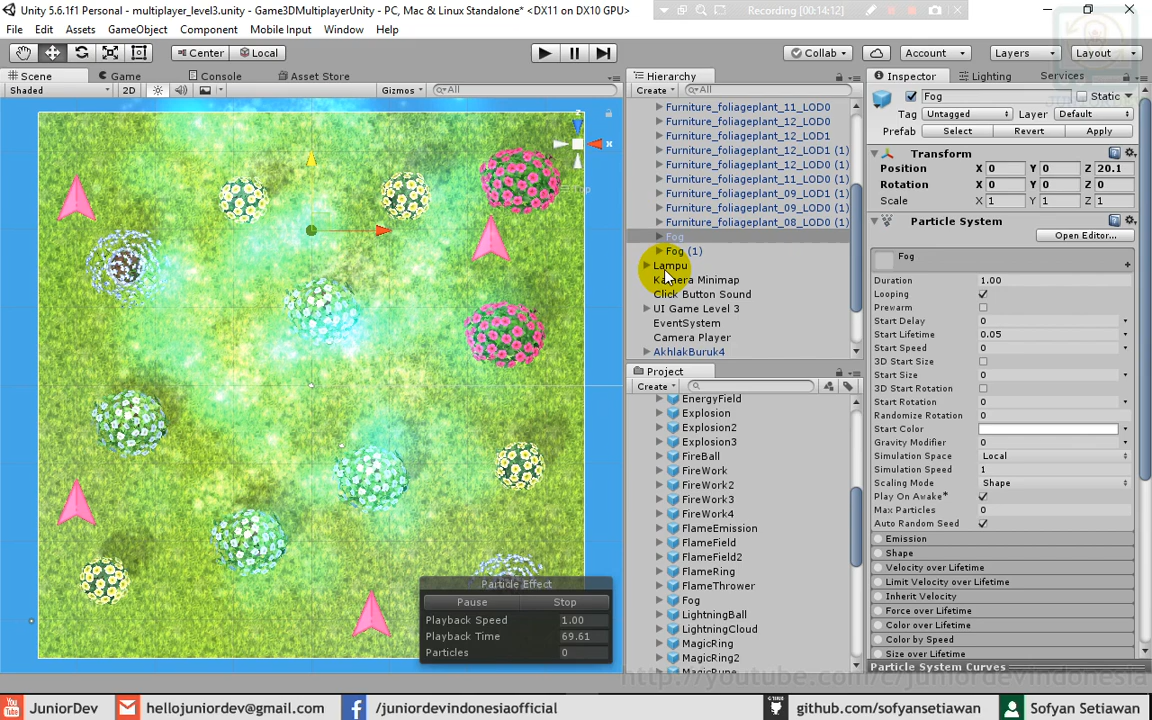 Unity 5.6.1f1 Personal - multiplayer_level3.unity - Game3DMultiplayerUnity - PC, Mac & Linux Standalone* <DX11 on DX10 GPU>
Recording [00:14:12]
File Edit Assets GameObject Component Mobile Input Window Help
Center Local Collab Account Layers Layout
Scene Game Console Asset Store
Shaded 2D Gizmos All
Hierarchy
Create All
Furniture_foliageplant_11_LOD0
Furniture_foliageplant_12_LOD0
Furniture_foliageplant_12_LOD1
Furniture_foliageplant_12_LOD1 (1)
Furniture_foliageplant_12_LOD0 (1)
Furniture_foliageplant_11_LOD0 (1)
Furniture_foliageplant_09_LOD1 (1)
Furniture_foliageplant_09_LOD0 (1)
Furniture_foliageplant_08_LOD0 (1)
Fog
Fog (1)
Lampu
Kamera Minimap
Click Button Sound
UI Game Level 3
EventSystem
Camera Player
AkhlakBuruk4
Project
Create
EnergyField
Explosion
Explosion2
Explosion3
FireBall
FireWork
FireWork2
FireWork3
FireWork4
FlameEmission
FlameField
FlameField2
FlameRing
FlameThrower
Fog
LightningBall
LightningCloud
MagicRing
MagicRing2
MagicRune
Inspector Lighting Services
Fog Static
Tag Untagged Layer Default
Prefab Select Revert Apply
Transform
Position X 0 Y 0 Z 20.1
Rotation X 0 Y 0 Z 0
Scale X 1 Y 1 Z 1
Particle System
Open Editor...
Fog
Duration 1.00
Looping
Prewarm
Start Delay 0
Start Lifetime 0.05
Start Speed 0
3D Start Size
Start Size 0
3D Start Rotation
Start Rotation 0
Randomize Rotation 0
Start Color
Gravity Modifier 0
Simulation Space Local
Simulation Speed 1
Scaling Mode Shape
Play On Awake*
Max Particles 0
Auto Random Seed
Emission
Shape
Velocity over Lifetime
Limit Velocity over Lifetime
Inherit Velocity
Force over Lifetime
Color over Lifetime
Color by Speed
Size over Lifetime
Particle System Curves
Particle Effect
Pause Stop
Playback Speed 1.00
Playback Time 69.61
Particles 0
http://youtube.com/c/juniordevindonesia
JuniorDev hellojuniordev@gmail.com /juniordevindonesiaofficial github.com/sofyansetiawan Sofyan Setiawan